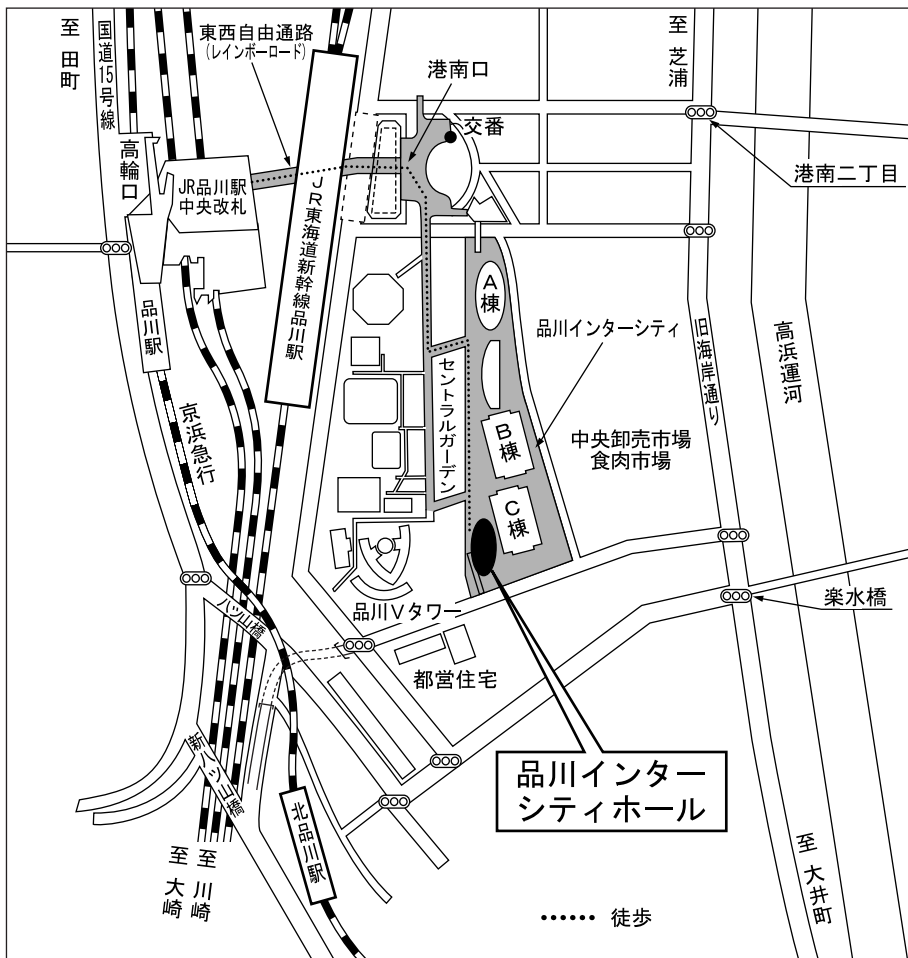 至田町
国道15号線
東西自由通路
(レインボーロード)
港南口
至芝浦
交番
高輪口
JR品川駅
中央改札
JR東海道新幹線品川駅
港南二丁目
A棟
品川駅
品川インターシティ
旧海岸通り
高浜運河
セントラルガーデン
京浜急行
B棟
中央卸売市場
食肉市場
C棟
八ツ山橋
品川Vタワー
楽水橋
都営住宅
新八ツ山橋
品川インター
シティホール
北品川駅
至大崎
至川崎
至大井町
徒歩